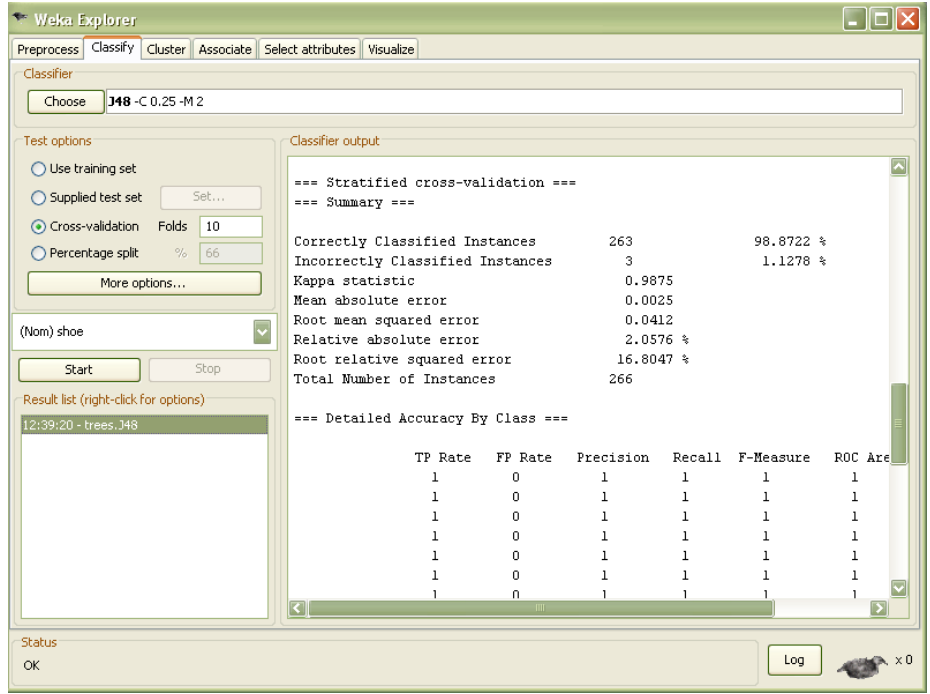 Weka Explorer
Preprocess Classify Cluster Associate Select attributes Visualize
Classifier
Choose J48 -C 0.25 -M 2
Test options
Use training set
Supplied test set Set...
Cross-validation Folds 10
Percentage split % 66
More options...
(Nom) shoe
Start Stop
Result list (right-click for options)
12:39:20 - trees.J48
Classifier output
=== Stratified cross-validation ===
=== Summary ===
Correctly Classified Instances 263 98.8722 %
Incorrectly Classified Instances 3 1.1278 %
Kappa statistic 0.9875
Mean absolute error 0.0025
Root mean squared error 0.0412
Relative absolute error 2.0576 %
Root relative squared error 16.8047 %
Total Number of Instances 266
=== Detailed Accuracy By Class ===
TP Rate FP Rate Precision Recall F-Measure ROC Are
1 0 1 1 1 1
1 0 1 1 1 1
1 0 1 1 1 1
1 0 1 1 1 1
1 0 1 1 1 1
1 0 1 1 1 1
1 0 1 1 1 1
Status
OK
Log x 0